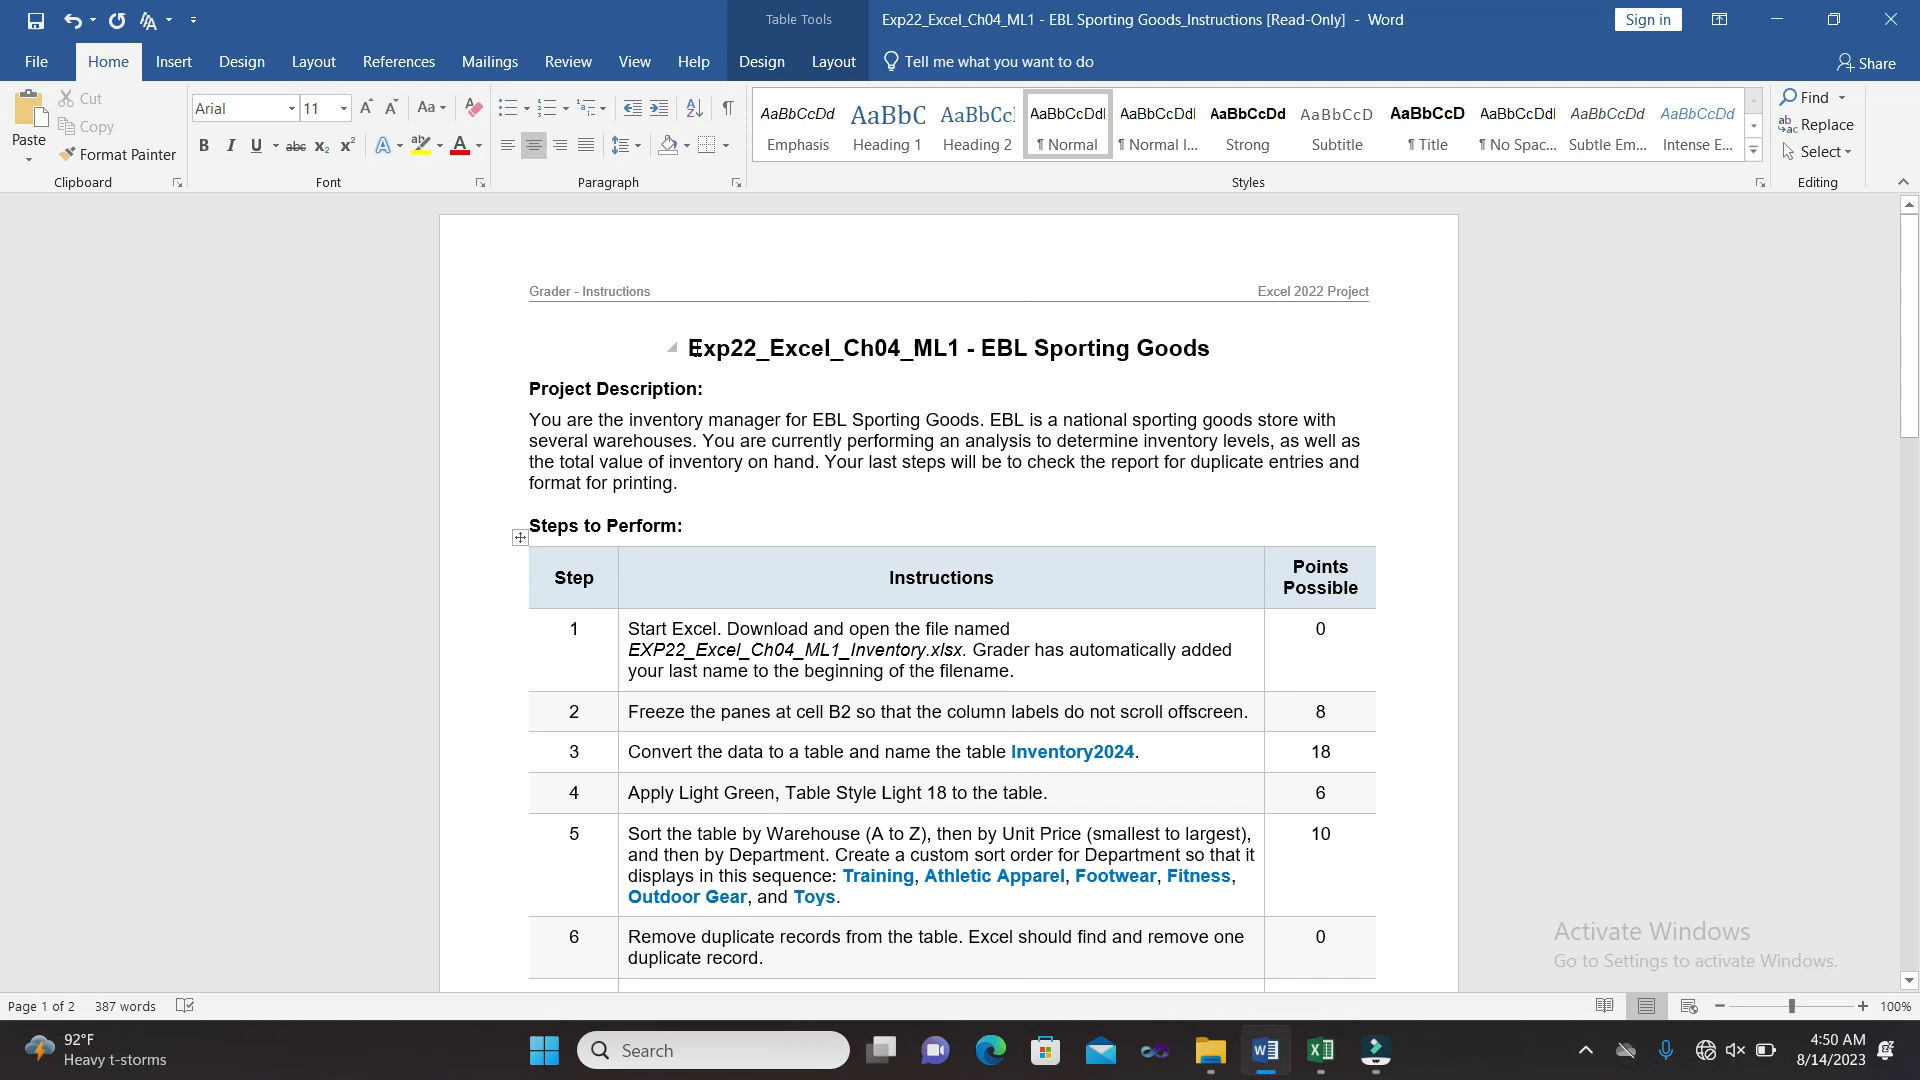 Table Tools
Exp22_Excel_Ch04_ML1 - EBL Sporting Goods_Instructions [Read-Only] - Word
Sign in
File Home Insert Design Layout References Mailings Review View Help Design Layout Tell me what you want to do Share
Paste
Cut
Copy
Format Painter
Clipboard
Arial 11
Aa
B I U abc X₂ X² A ab A
Font
Paragraph
AaBbCcDd AaBbC AaBbCc AaBbCcDd AaBbCcDd AaBbCcDd AaBbCcD AaBbCcD AaBbCcDd AaBbCcDd AaBbCcDd
Emphasis Heading 1 Heading 2 ¶ Normal ¶ Normal I... Strong Subtitle ¶ Title ¶ No Spac... Subtle Em... Intense E...
Styles
Find
Replace
Select
Editing
Grader - Instructions Excel 2022 Project
Exp22_Excel_Ch04_ML1 - EBL Sporting Goods
Project Description:
You are the inventory manager for EBL Sporting Goods. EBL is a national sporting goods store with
several warehouses. You are currently performing an analysis to determine inventory levels, as well as
the total value of inventory on hand. Your last steps will be to check the report for duplicate entries and
format for printing.
Steps to Perform:
Step Instructions Points Possible
1 Start Excel. Download and open the file named 0
EXP22_Excel_Ch04_ML1_Inventory.xlsx. Grader has automatically added
your last name to the beginning of the filename.
2 Freeze the panes at cell B2 so that the column labels do not scroll offscreen. 8
3 Convert the data to a table and name the table Inventory2024. 18
4 Apply Light Green, Table Style Light 18 to the table. 6
5 Sort the table by Warehouse (A to Z), then by Unit Price (smallest to largest), 10
and then by Department. Create a custom sort order for Department so that it
displays in this sequence: Training, Athletic Apparel, Footwear, Fitness,
Outdoor Gear, and Toys.
6 Remove duplicate records from the table. Excel should find and remove one 0
duplicate record.
Activate Windows
Go to Settings to activate Windows.
Page 1 of 2 387 words 100%
92°F
Heavy t-storms
Search
4:50 AM
8/14/2023